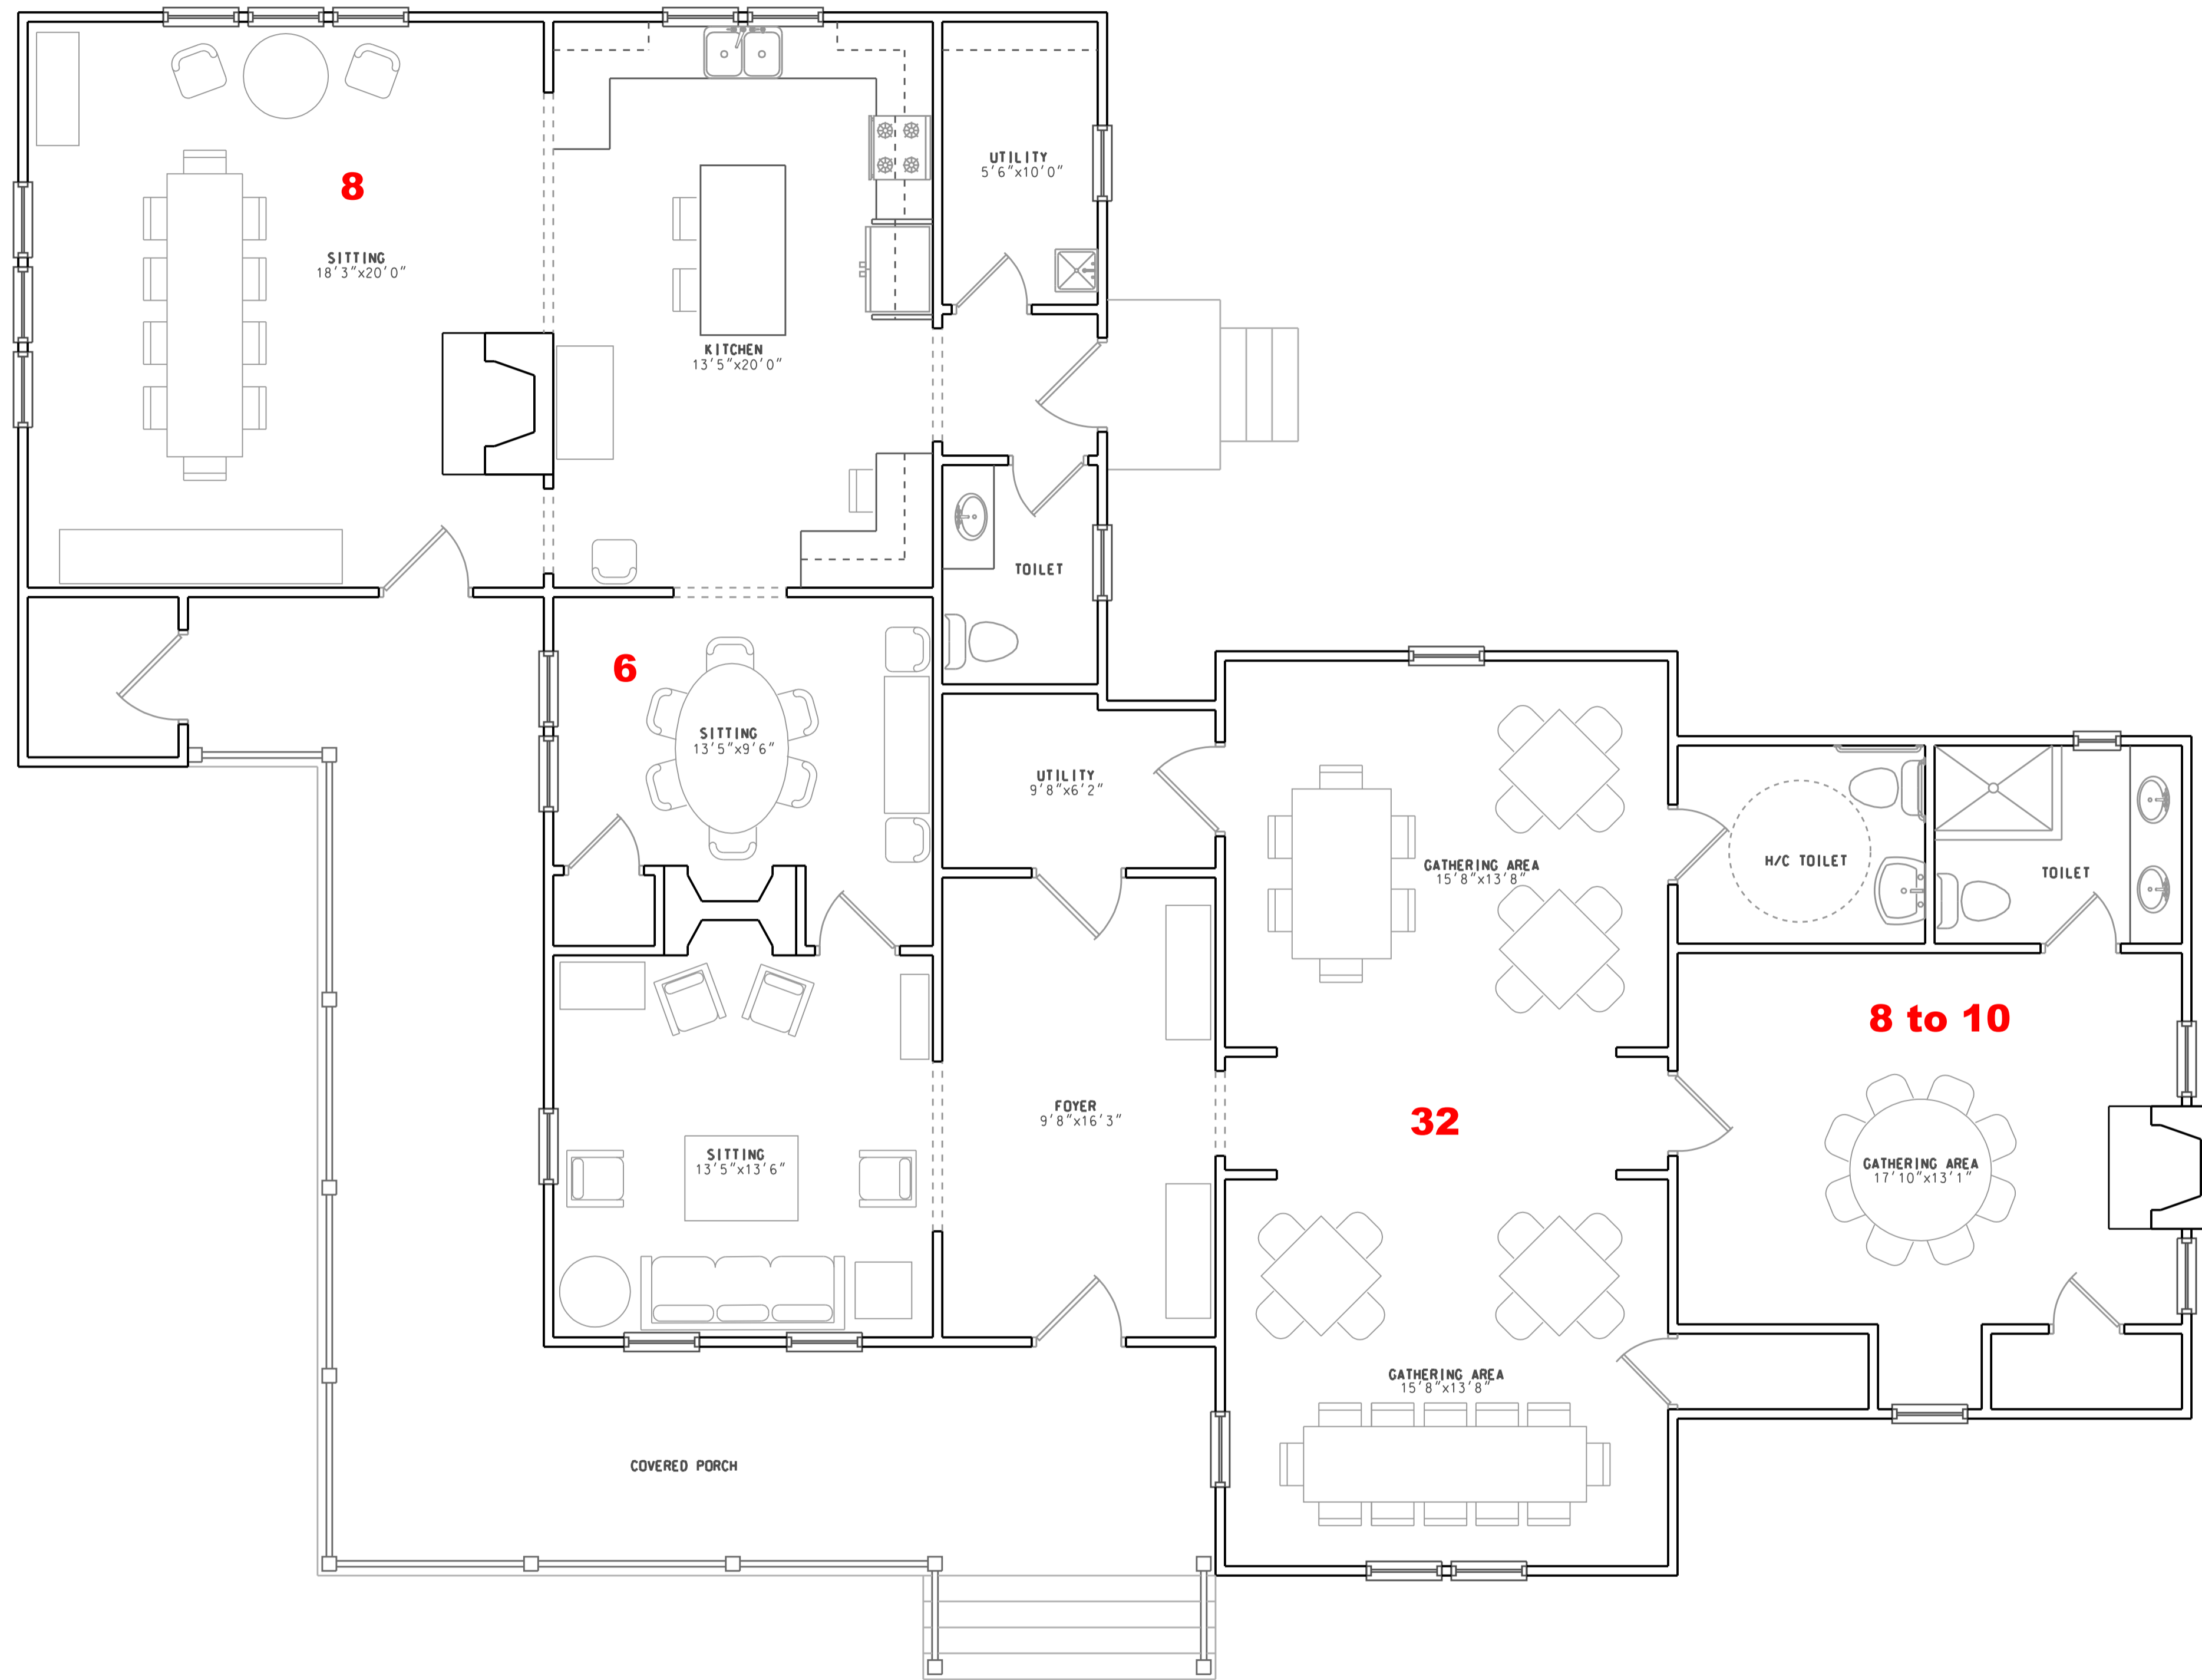 UTILITY
5'6"x10'0"
8
SITTING
18'3"x20'0"
KITCHEN
13'5"x20'0"
TOILET
6
SITTING
13'5"x9'6"
UTILITY
9'8"x6'2"
GATHERING AREA
15'8"x13'8"
H/C TOILET
TOILET
8 to 10
FOYER
9'8"x16'3"
32
SITTING
13'5"x13'6"
GATHERING AREA
17'10"x13'1"
GATHERING AREA
15'8"x13'8"
COVERED PORCH